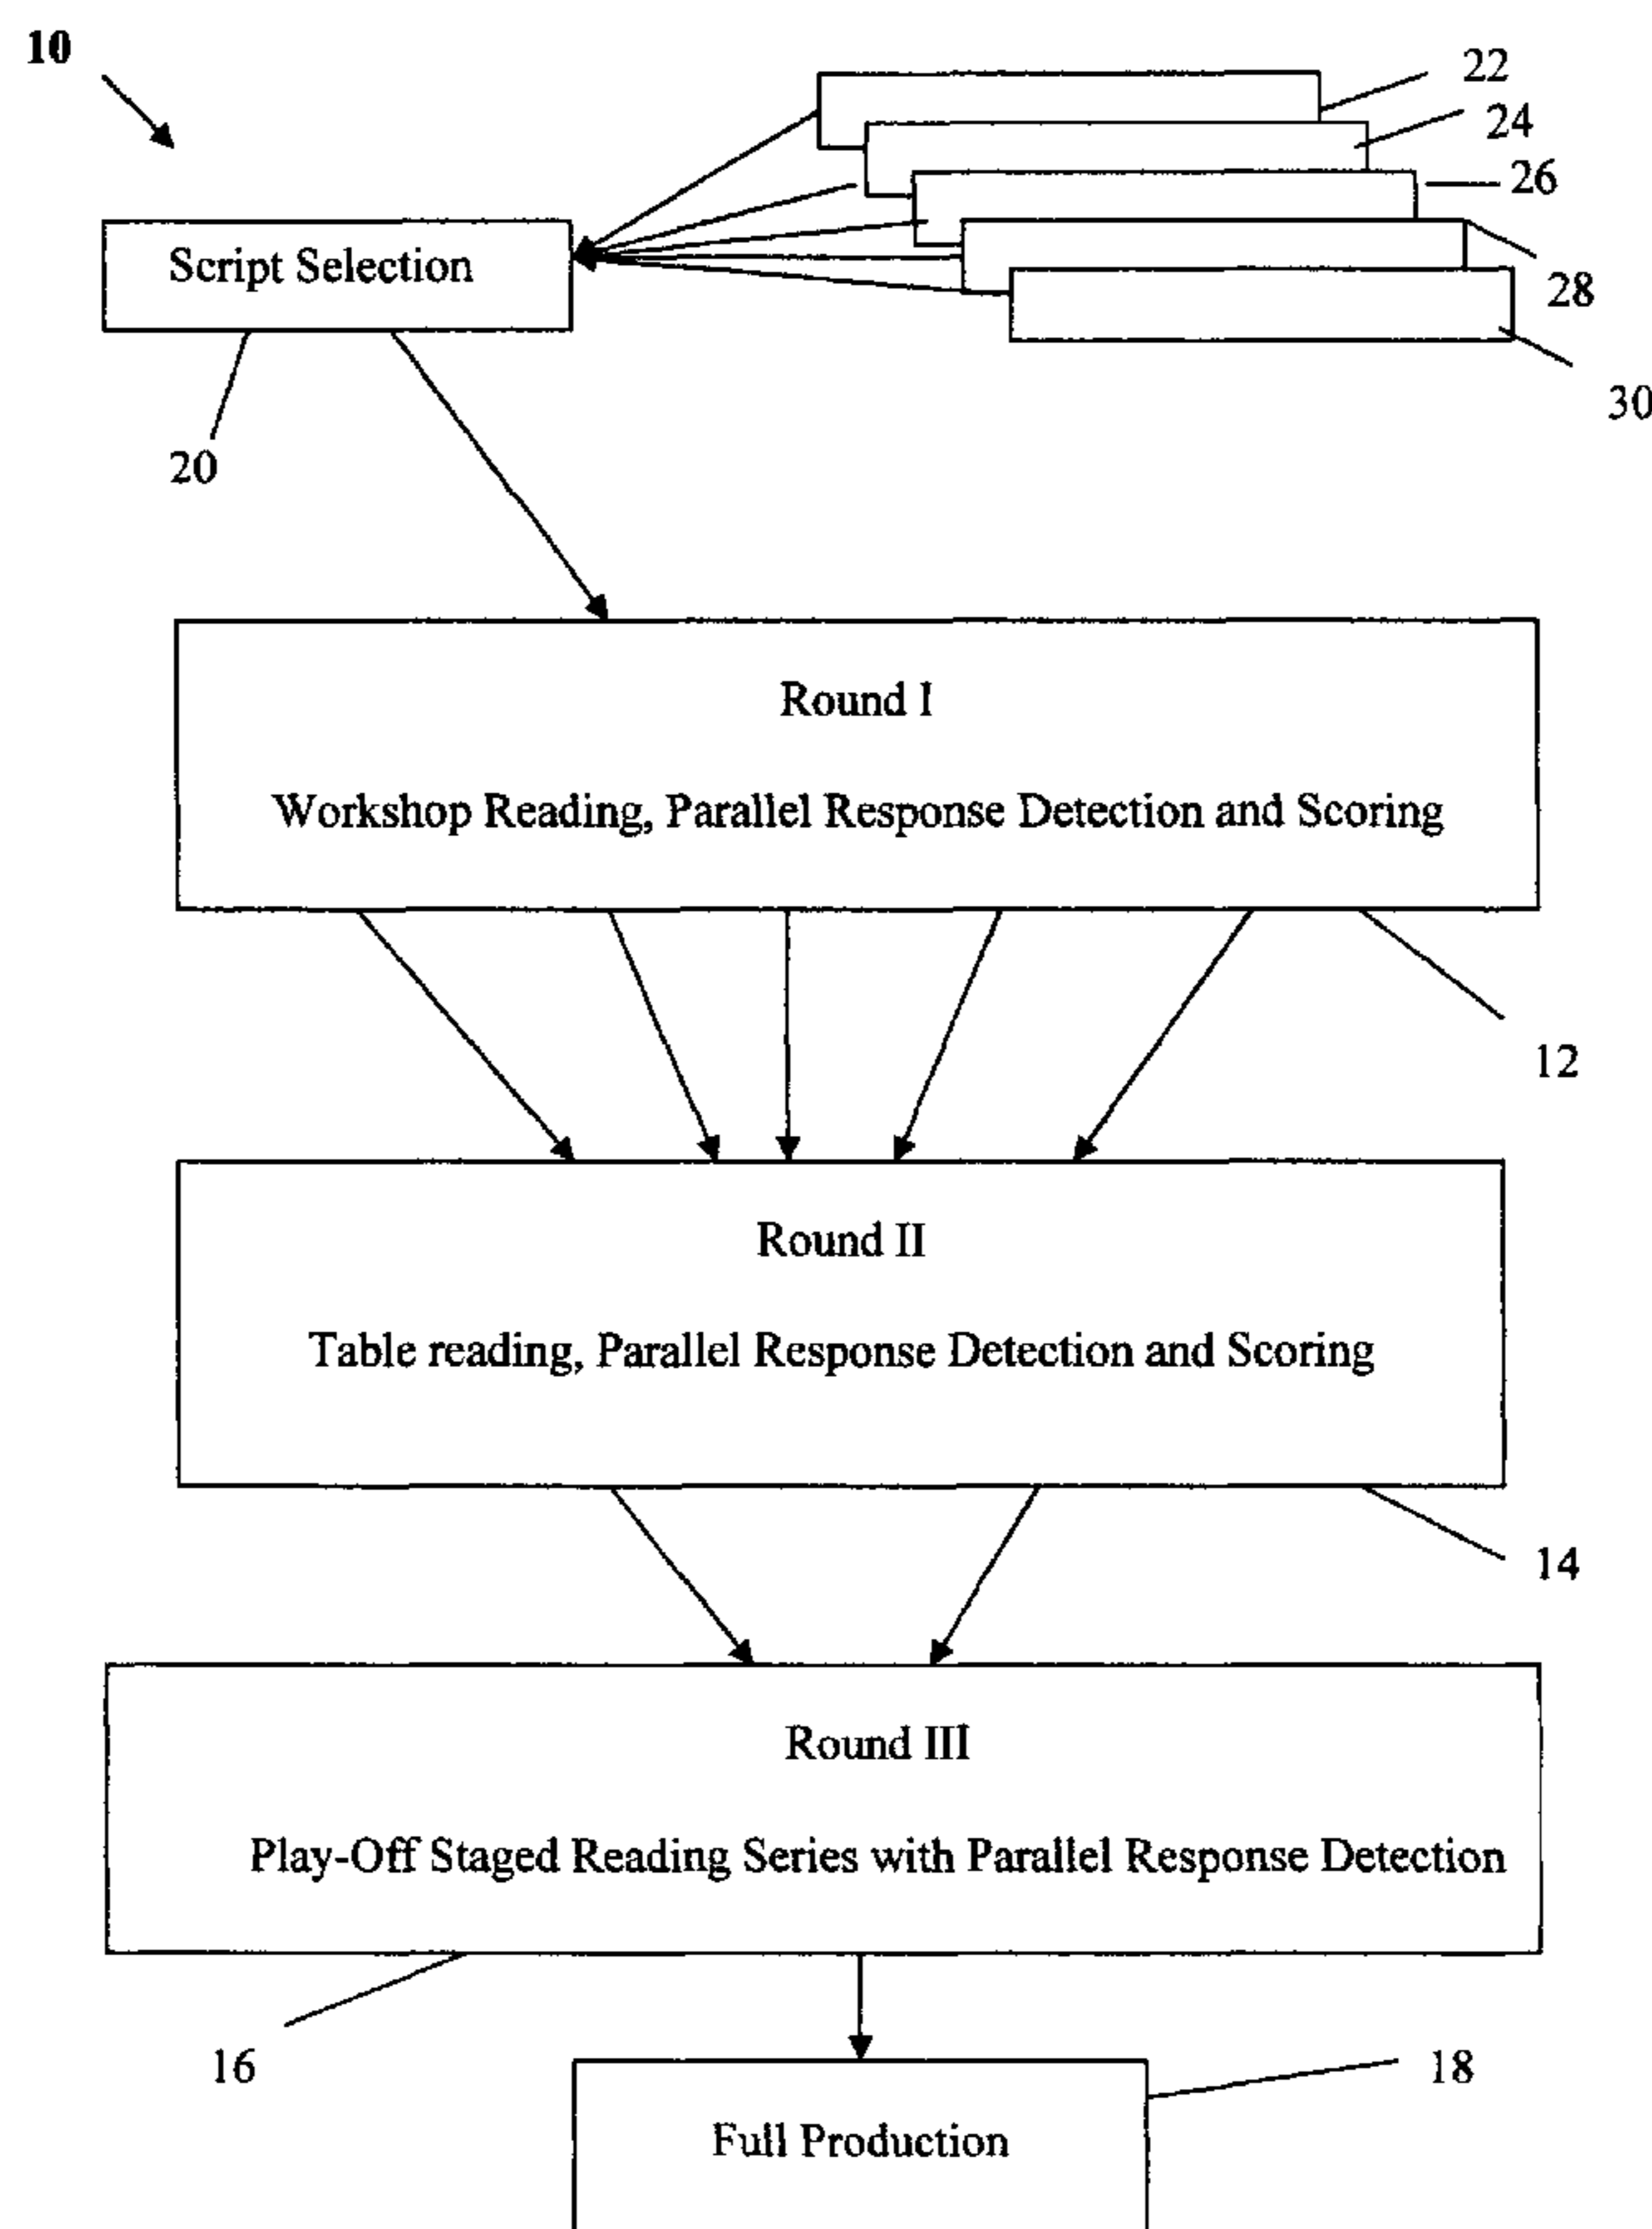 10
22
24
26
Script Selection
28
30
20
Round I
Workshop Reading, Parallel Response Detection and Scoring
12
Round II
Table reading, Parallel Response Detection and Scoring
14
Round III
Play-Off Staged Reading Series with Parallel Response Detection
16
18
Full Production